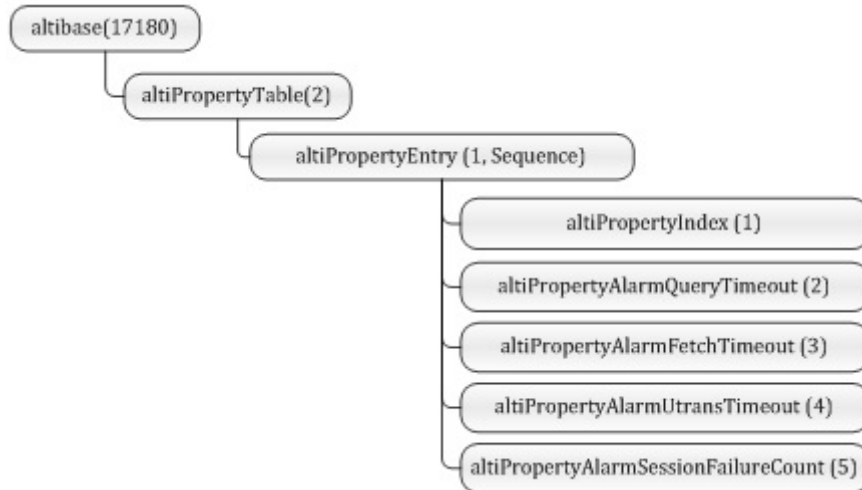 altibase(17180)
altiPropertyTable(2)
altiPropertyEntry (1, Sequence)
altiPropertyIndex (1)
altiPropertyAlarmQueryTimeout (2)
altiPropertyAlarmFetchTimeout (3)
altiPropertyAlarmUtransTimeout (4)
altiPropertyAlarmSessionFailureCount (5)